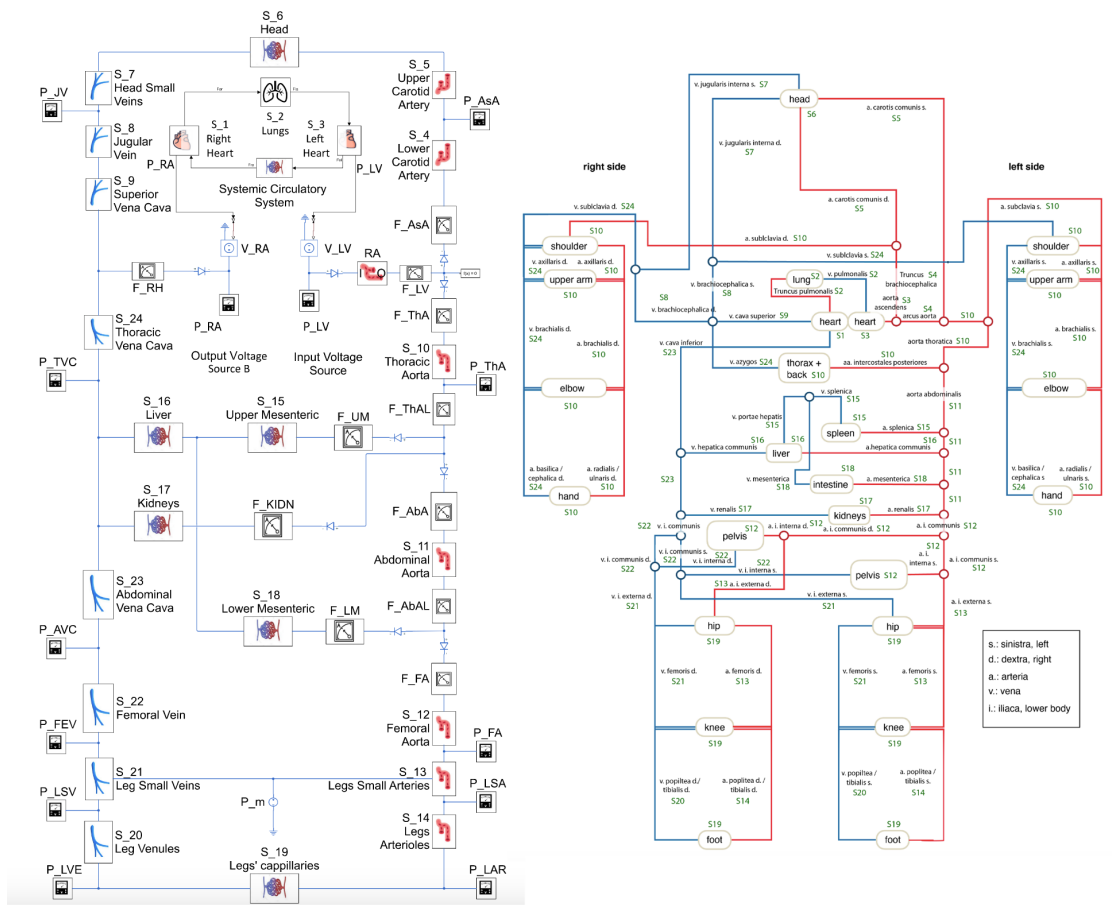 S_6
Head
S_7
Head Small
Veins
P_JV
S_8
Jugular
Vein
S_9
Superior
Vena Cava
S_5
Upper
Carotid
Artery
P_AsA
S_4
Lower
Carotid
Artery
S_2
Lungs
S_1
Right
Heart
S_3
Left
Heart
P_RA
P_LV
Systemic Circulatory
System
F_AsA
V_RA
V_LV
RA
I O
F_RH
F_LV
f(x) = 0
P_RA
P_LV
F_ThA
S_24
Thoracic
Vena Cava
P_TVC
Output Voltage
Source B
Input Voltage
Source
S_10
Thoracic
Aorta
P_ThA
F_ThAL
S_16
Liver
S_15
Upper Mesenteric
F_UM
S_17
Kidneys
F_KIDN
F_AbA
S_11
Abdominal
Aorta
S_23
Abdominal
Vena Cava
S_18
Lower Mesenteric
F_LM
F_AbAL
P_AVC
F_FA
S_22
Femoral Vein
P_FEV
S_12
Femoral
Aorta
P_FA
S_21
Leg Small Veins
S_13
Legs Small Arteries
P_LSV
P_m
P_LSA
S_14
Legs
Arterioles
S_20
Leg Venules
S_19
Legs' cappillaries
P_LVE
P_LAR
v. jugularis interna s. S7
head
S6
a. carotis comunis s.
S5
v. jugularis interna d.
S7
right side
left side
a. carotis comunis d.
S5
v. sublclavia d. S24
a. subclavia s. S10
S10
shoulder
a. sublclavia d. S10
v. sublclavia s. S24
S10
shoulder
v. axillaris d. a. axillaris d.
S24 S10
upper arm
S10
v. axillaris s. a. axillaris s.
S24 S10
upper arm
S10
lung S2
v. pulmonalis S2
Truncus pulmonalis S2
Truncus S4
brachiocephalica
v. brachiocephalica s.
S8
S8
v. brachiocephalica d.
aorta S3
ascendens
S4
arcus aorta
S10
v. cava superior S9
heart
S1
heart
S3
v. cava inferior
S23
aorta thoratica S10
v. brachialis d.
S24
a. brachialis d.
S10
a. brachialis s.
S10
v. brachialis s.
S24
v. azygos S24
thorax +
back S10
S10
aa. intercostales posteriores
elbow
S10
S10
elbow
S10
aorta abdominalis
S11
v. splenica
S15
v. portae hepatis
S15
S15
spleen
a. splenica S15
v. hepatica communis
S16
S16
liver
a.hepatica communis
S16
S11
a. basilica /
cephalica d.
S24
a. radialis /
ulnaris d.
S10
hand
S10
v. basilica /
cephalica s
S24
a. radialis /
ulnaris s.
S10
hand
S10
S23
v. mesenterica
S18
S18
intestine
a. mesenterica S18
S11
S11
v. renalis S17
S17
kidneys
a. renalis S17
S22
v. i. communis
S12
pelvis
a. i. interna d. S12
a. i. communis d. S12
a. i. communis S12
v. i. communis d.
S22
v. i. communis s.
S22
S22
v. i. interna d.
S22
v. i. interna s.
S12
a. i.
interna s.
a. i. communis s.
S12
pelvis S12
S13 a. i. externa d.
v. i. externa d.
S21
v. i. externa s.
S21
a. i. externa s.
S13
hip
S19
hip
S19
v. femoris d.
S21
a. femoris d.
S13
v. femoris s.
S21
a. femoris s.
S13
s.: sinistra, left
d.: dextra, right
a.: arteria
v.: vena
i.: iliaca, lower body
knee
S19
knee
S19
v. popiltea d./
tibialis d.
S20
a. poplitea d /
tibialis d.
S14
v. popiltea /
tibialis s.
S20
a. poplitea /
tibialis s.
S14
S19
foot
S19
foot